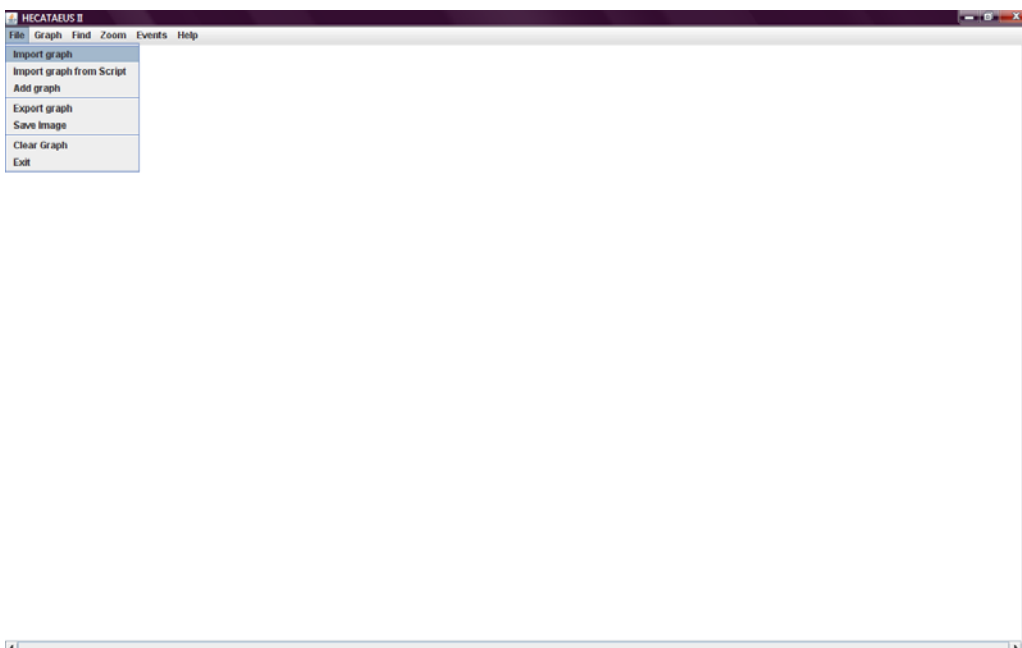 HECATAEUS II
File Graph Find Zoom Events Help
Import graph
Import graph from Script
Add graph
Export graph
Save Image
Clear Graph
Exit